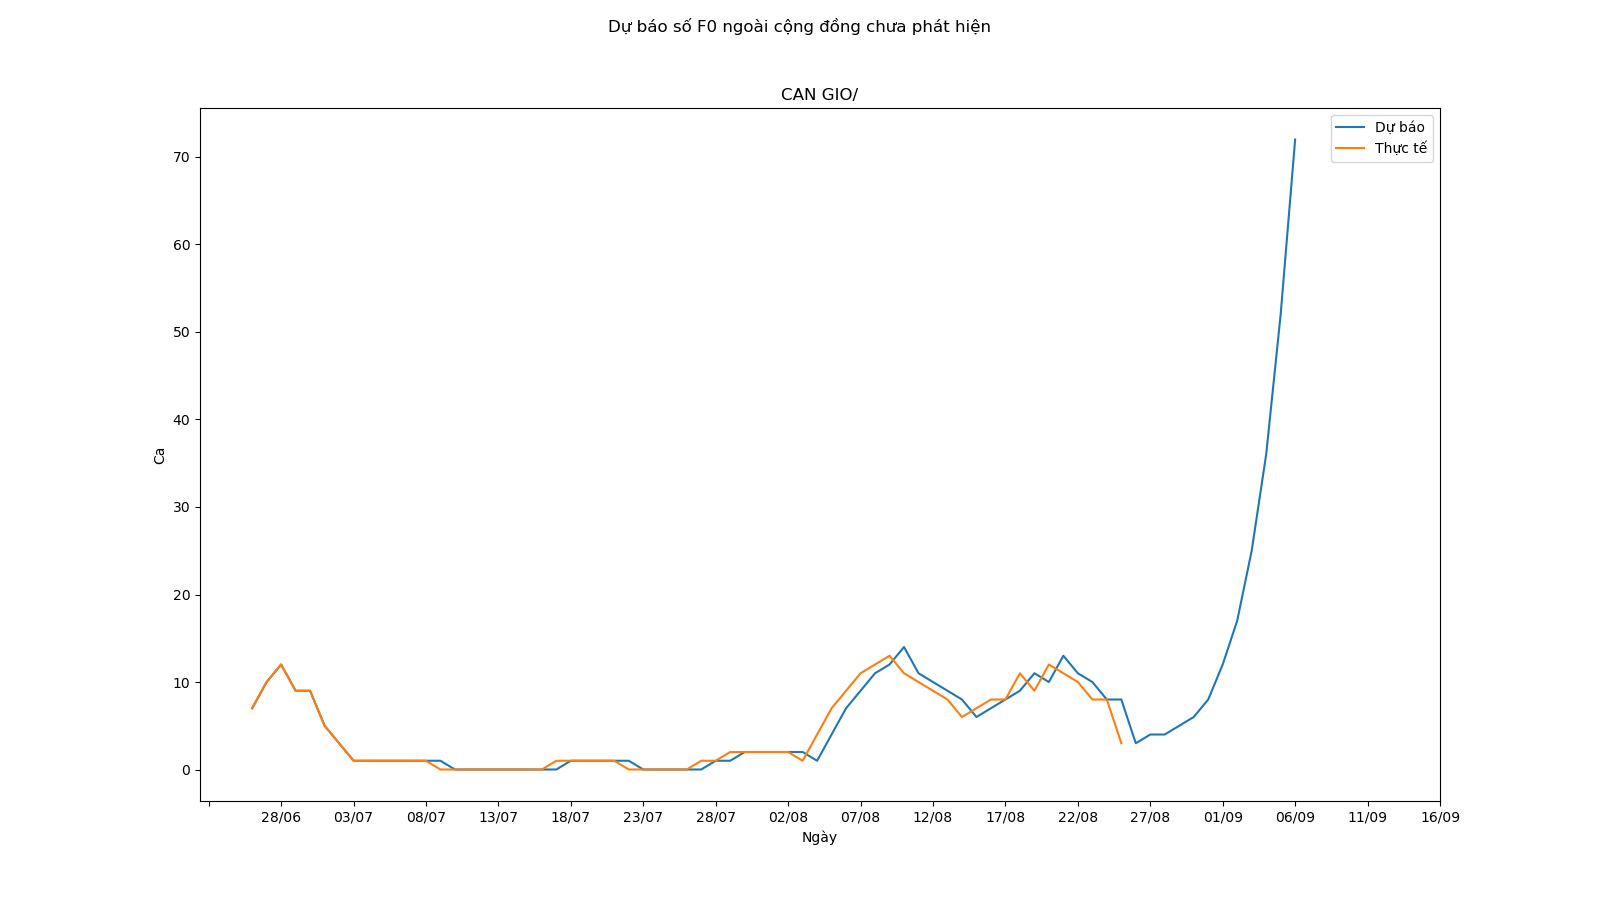 Dự báo số F0 ngoài cộng đồng chưa phát hiện
CAN GIO/
Dự báo
Thực tế
70
60
50
40
30
20
10
0
Ca
28/06 03/07 08/07 13/07 18/07 23/07 28/07 02/08 07/08 12/08 17/08 22/08 27/08 01/09 06/09 11/09 16/09
Ngày